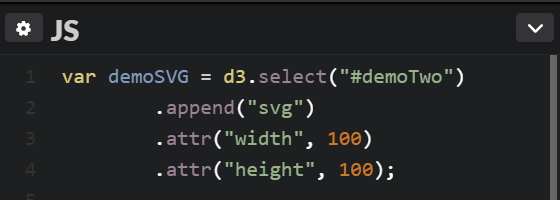 JS
1 var demoSVG = d3.select("#demoTwo")
2 .append("svg")
3 .attr("width", 100)
4 .attr("height", 100);
5